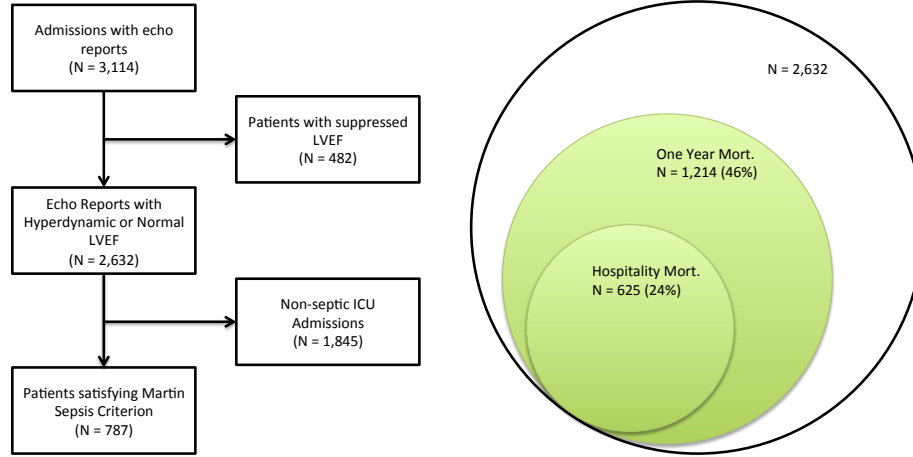 Admissions with echo
reports
(N = 3,114)
Patients with suppressed
LVEF
(N = 482)
Echo Reports with
Hyperdynamic or Normal
LVEF
(N = 2,632)
Non-septic ICU
Admissions
(N = 1,845)
Patients satisfying Martin
Sepsis Criterion
(N = 787)
N = 2,632
One Year Mort.
N = 1,214 (46%)
Hospitality Mort.
N = 625 (24%)